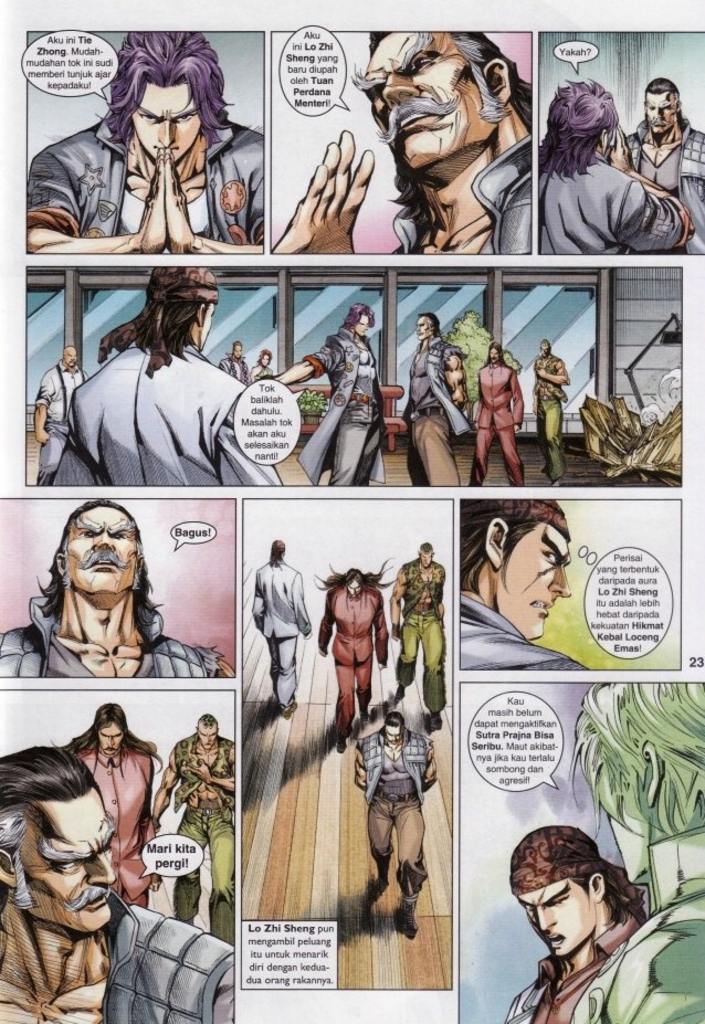 Aku ini Tie
Zhong. Mudah-
mudahan tok ini sudi
memberi tunjuk ajar
kepadaku!
Aku
ini Lo Zhi
Sheng yang
baru diupah
oleh Tuan
Perdana
Menteri!
Yakah?
Tok
baliklah
dahulu.
Masalah tok
akan aku
selesaikan
nanti!
Bagus!
Perisai
yang terbentuk
daripada aura
Lo Zhi Sheng
itu adalah lebih
hebat daripada
kekuatan Hikmat
Kebal Loceng
Emas!
23
Mari kita
pergi!
Lo Zhi Sheng pun
mengambil peluang
itu untuk menarik
diri dengan kedua-
dua orang rakannya.
Kau
masih belum
dapat mengaktifkan
Sutra Prajna Bisa
Seribu. Maut akibat-
nya jika kau terlalu
sombong dan
agresif!